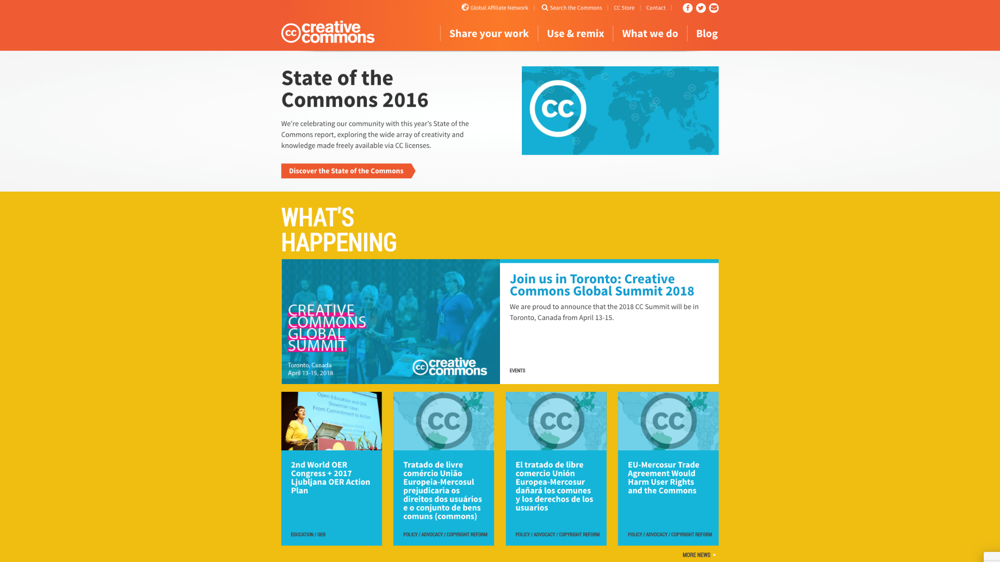 Global Affiliate Network
Search the Commons
CC Store
Contact
cc creative
commons
Share your work
Use & remix
What we do
Blog
State of the
Commons 2016
We’re celebrating our community with this year’s State of the
Commons report, exploring the wide array of creativity and
knowledge made freely available via CC licenses.
Discover the State of the Commons
cc
WHAT'S
HAPPENING
CREATIVE
COMMONS
GLOBAL
SUMMIT
Toronto, Canada
April 13-15, 2018
cc creative
commons
Join us in Toronto: Creative
Commons Global Summit 2018
We are proud to announce that the 2018 CC Summit will be in
Toronto, Canada from April 13-15.
EVENTS
Open Education and OER
Slovenian case:
From Commitment to Action
2nd World OER
Congress + 2017
Ljubljana OER Action
Plan
EDUCATION / OER
cc
Tratado de livre
comércio União
Europeia-Mercosul
prejudicaria os
direitos dos usuários
e o conjunto de bens
comuns (commons)
POLICY / ADVOCACY / COPYRIGHT REFORM
cc
El tratado de libre
comercio Unión
Europea-Mercosur
dañará los comunes
y los derechos de los
usuarios
POLICY / ADVOCACY / COPYRIGHT REFORM
cc
EU-Mercosur Trade
Agreement Would
Harm User Rights
and the Commons
POLICY / ADVOCACY / COPYRIGHT REFORM
MORE NEWS